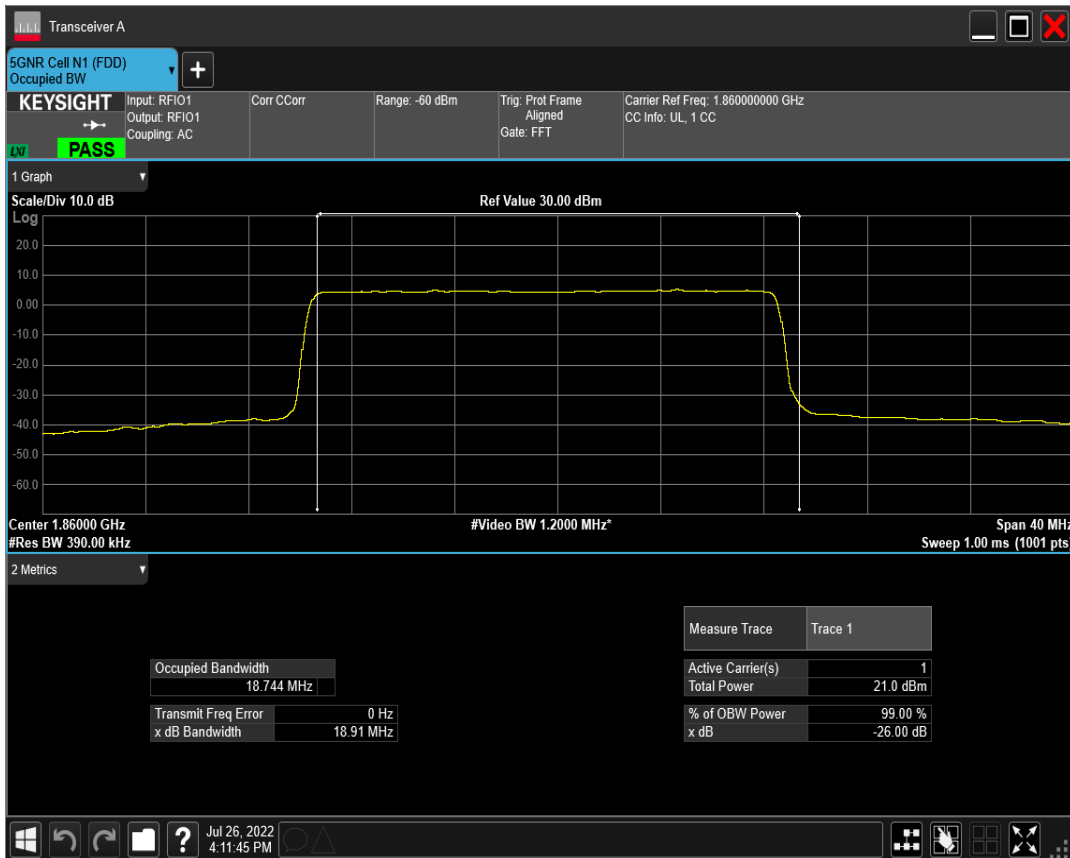 Transceiver A
5GNR Cell N1 (FDD)
Occupied BW
+
KEYSIGHT
LXI
PASS
Input: RFIO1
Output: RFIO1
Coupling: AC
Corr CCorr
Range: -60 dBm
Trig: Prot Frame
Aligned
Gate: FFT
Carrier Ref Freq: 1.860000000 GHz
CC Info: UL, 1 CC
1 Graph
Scale/Div 10.0 dB
Ref Value 30.00 dBm
Log
20.0
10.0
0.00
-10.0
-20.0
-30.0
-40.0
-50.0
-60.0
Center 1.86000 GHz
#Video BW 1.2000 MHz*
Span 40 MHz
#Res BW 390.00 kHz
Sweep 1.00 ms (1001 pts)
2 Metrics
Measure Trace Trace 1
Occupied Bandwidth
18.744 MHz
Active Carrier(s) 1
Total Power 21.0 dBm
Transmit Freq Error 0 Hz
x dB Bandwidth 18.91 MHz
% of OBW Power 99.00 %
x dB -26.00 dB
?
Jul 26, 2022
4:11:45 PM